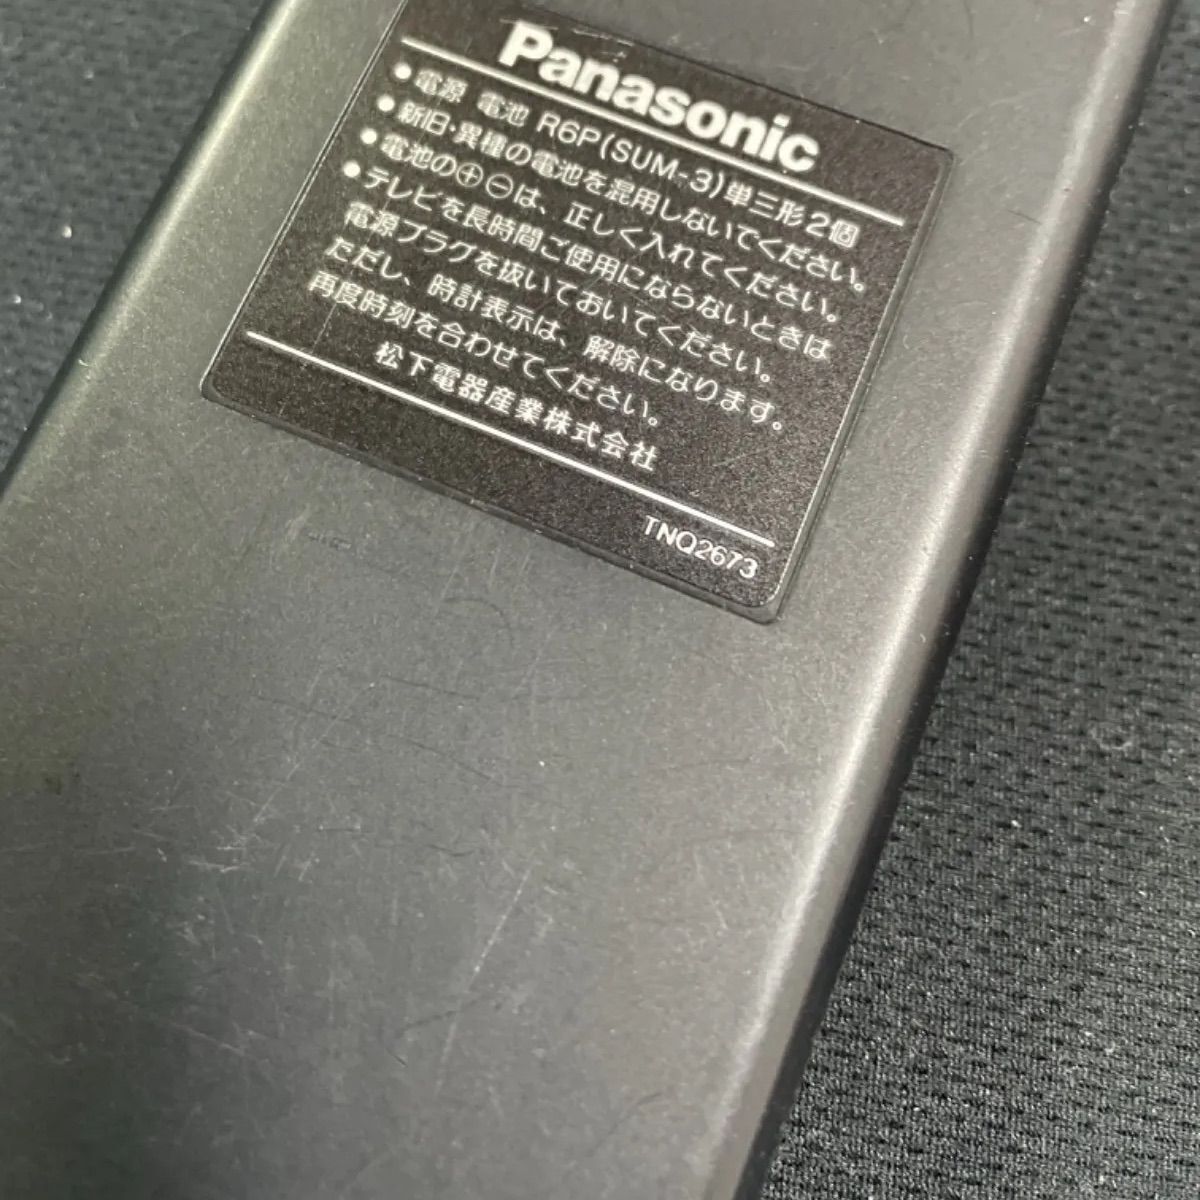 Panasonic
●電源 電池 R6P(SUM-3)単三形2個
●新旧・異種の電池を混用しないでください。
●電池の⊕⊖は、正しく入れてください。
●テレビを長時間ご使用にならないときは
電源プラグを抜いておいてください。
ただし、時計表示は、解除になります。
再度時刻を合わせてください。
松下電器産業株式会社
TNQ2673